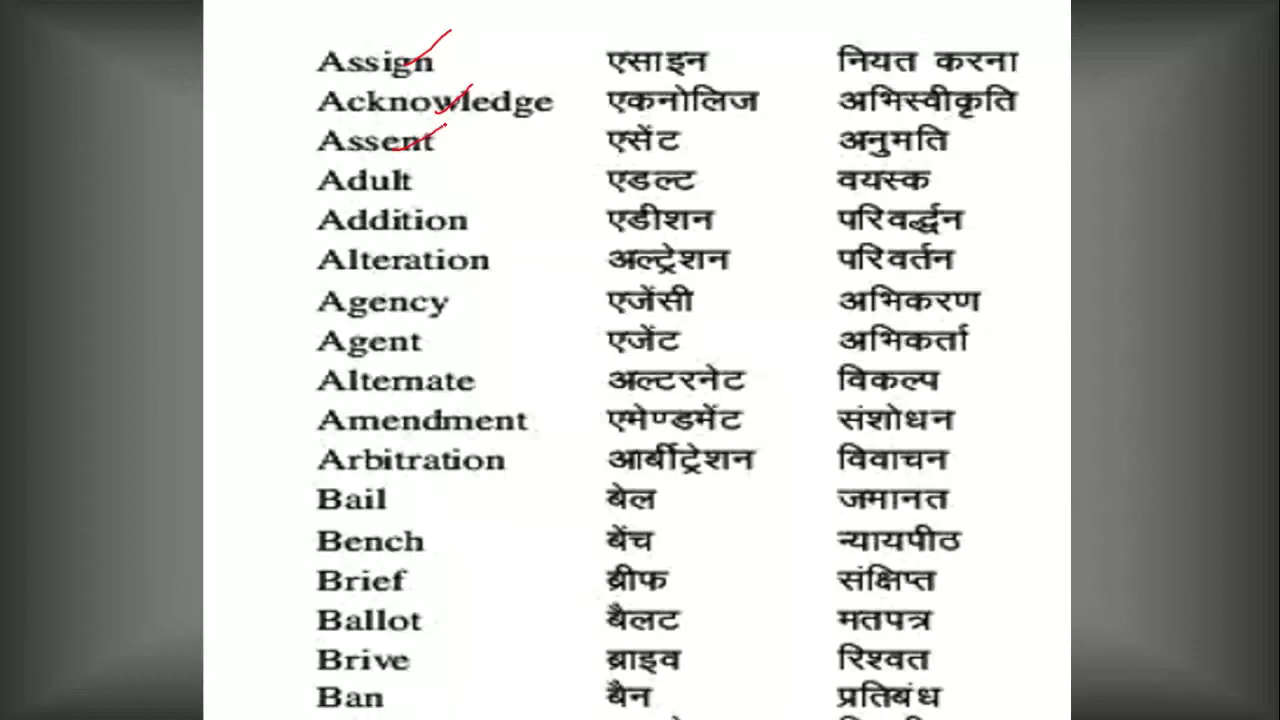 Assign एसाइन नियत करना
Acknowledge एकनोलिज अभिस्वीकृति
Assent एसेंट अनुमति
Adult एडल्ट वयस्क
Addition एडीशन परिवर्द्धन
Alteration अल्ट्रेशन परिवर्तन
Agency एजेंसी अभिकरण
Agent एजेंट अभिकर्ता
Alternate अल्टरनेट विकल्प
Amendment एमेण्डमेंट संशोधन
Arbitration आर्बीट्रेशन विवाचन
Bail बेल जमानत
Bench बेंच न्यायपीठ
Brief ब्रीफ संक्षिप्त
Ballot बैलट मतपत्र
Brive ब्राइव रिश्वत
Ban बैन प्रतिबंध